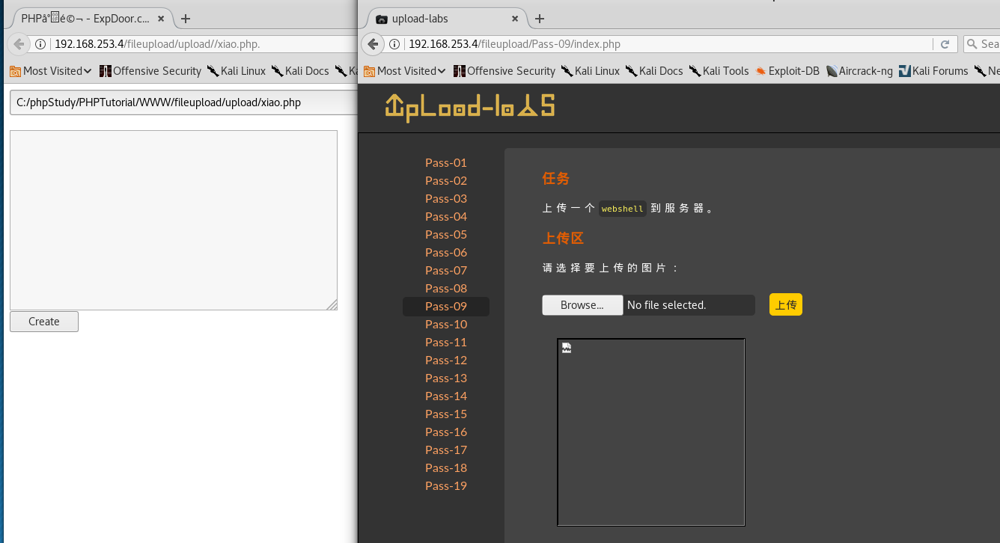 PHPå°é©¬ - ExpDoor.c...
192.168.253.4/fileupload/upload//xiao.php.
Most Visited
Offensive Security
Kali Linux
Kali Docs
Ka
C:/phpStudy/PHPTutorial/WWW/fileupload/upload/xiao.php
Create
upload-labs
192.168.253.4/fileupload/Pass-09/index.php
Sea
Most Visited
Offensive Security
Kali Linux
Kali Docs
Kali Tools
Exploit-DB
Aircrack-ng
Kali Forums
Ne
UpLoad-labs
Pass-01
Pass-02
Pass-03
Pass-04
Pass-05
Pass-06
Pass-07
Pass-08
Pass-09
Pass-10
Pass-11
Pass-12
Pass-13
Pass-14
Pass-15
Pass-16
Pass-17
Pass-18
Pass-19
任务
上传一个 webshell 到服务器。
上传区
请选择要上传的图片：
Browse...
No file selected.
上传